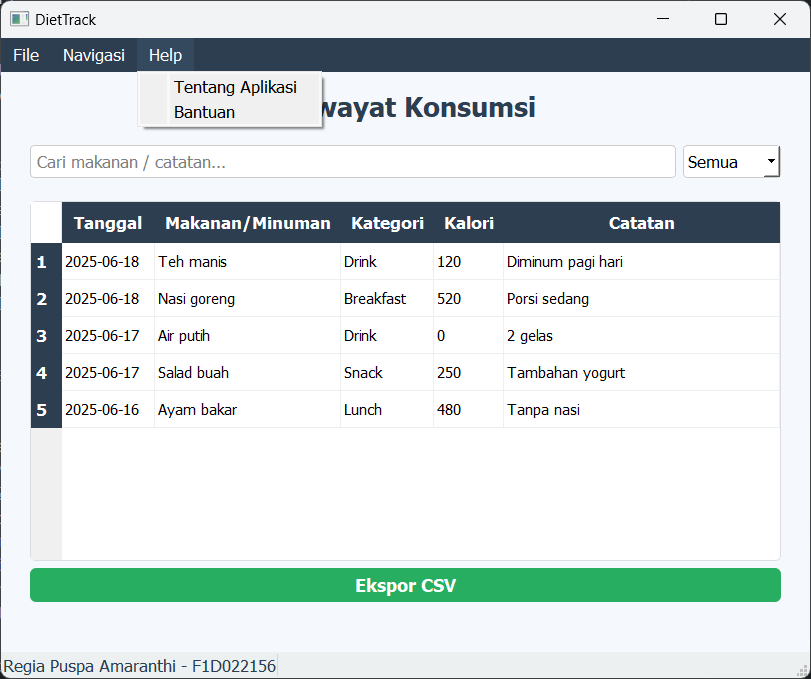 DietTrack
File Navigasi Help
Tentang Aplikasi
Bantuan
wayat Konsumsi
Cari makanan / catatan... Semua
Tanggal Makanan/Minuman Kategori Kalori Catatan
1 2025-06-18 Teh manis Drink 120 Diminum pagi hari
2 2025-06-18 Nasi goreng Breakfast 520 Porsi sedang
3 2025-06-17 Air putih Drink 0 2 gelas
4 2025-06-17 Salad buah Snack 250 Tambahan yogurt
5 2025-06-16 Ayam bakar Lunch 480 Tanpa nasi
Ekspor CSV
Regia Puspa Amaranthi - F1D022156